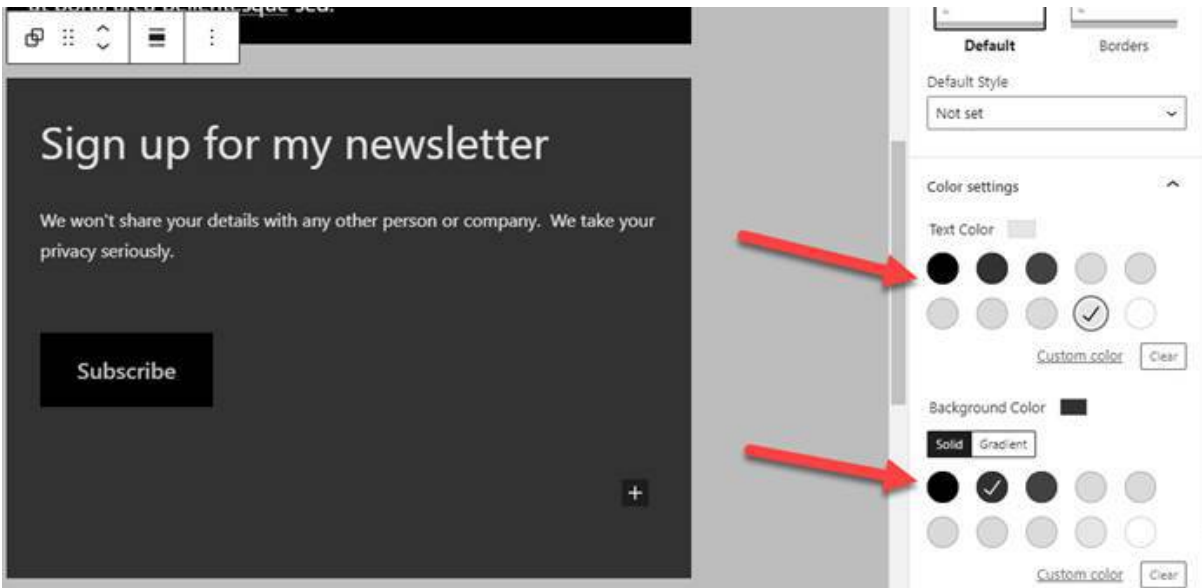 Default Borders
Default Style
Not set
Sign up for my newsletter
Color settings
We won't share your details with any other person or company. We take your
privacy seriously.
Text Color
Custom color Clear
Subscribe
Background Color
Solid Gradient
Custom color Clear